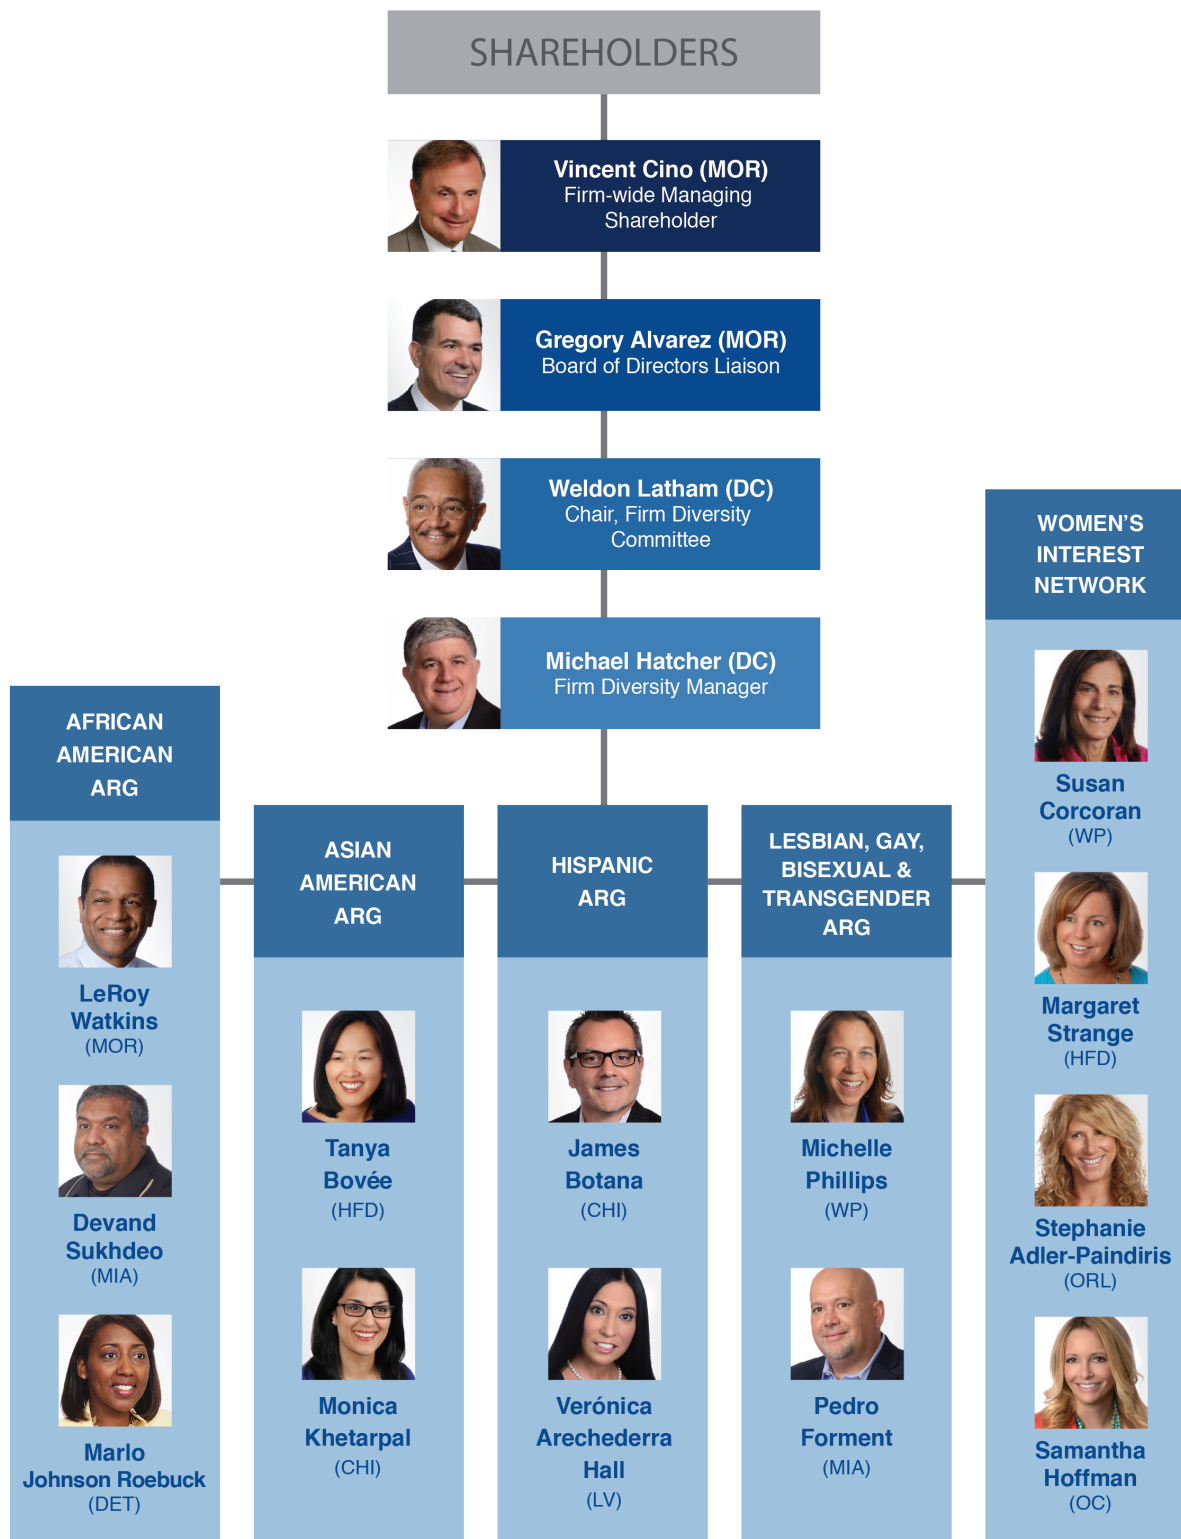 SHAREHOLDERS
Vincent Cino (MOR)
Firm-wide Managing
Shareholder
Gregory Alvarez (MOR)
Board of Directors Liaison
Weldon Latham (DC)
Chair, Firm Diversity
Committee
Michael Hatcher (DC)
Firm Diversity Manager
AFRICAN
AMERICAN
ARG
LeRoy
Watkins
(MOR)
Devand
Sukhdeo
(MIA)
Marlo
Johnson Roebuck
(DET)
ASIAN
AMERICAN
ARG
Tanya
Bovée
(HFD)
Monica
Khetarpal
(CHI)
HISPANIC
ARG
James
Botana
(CHI)
Verónica
Arechederra
Hall
(LV)
LESBIAN, GAY,
BISEXUAL &
TRANSGENDER
ARG
Michelle
Phillips
(WP)
Pedro
Forment
(MIA)
WOMEN’S
INTEREST
NETWORK
Susan
Corcoran
(WP)
Margaret
Strange
(HFD)
Stephanie
Adler-Paindiris
(ORL)
Samantha
Hoffman
(OC)